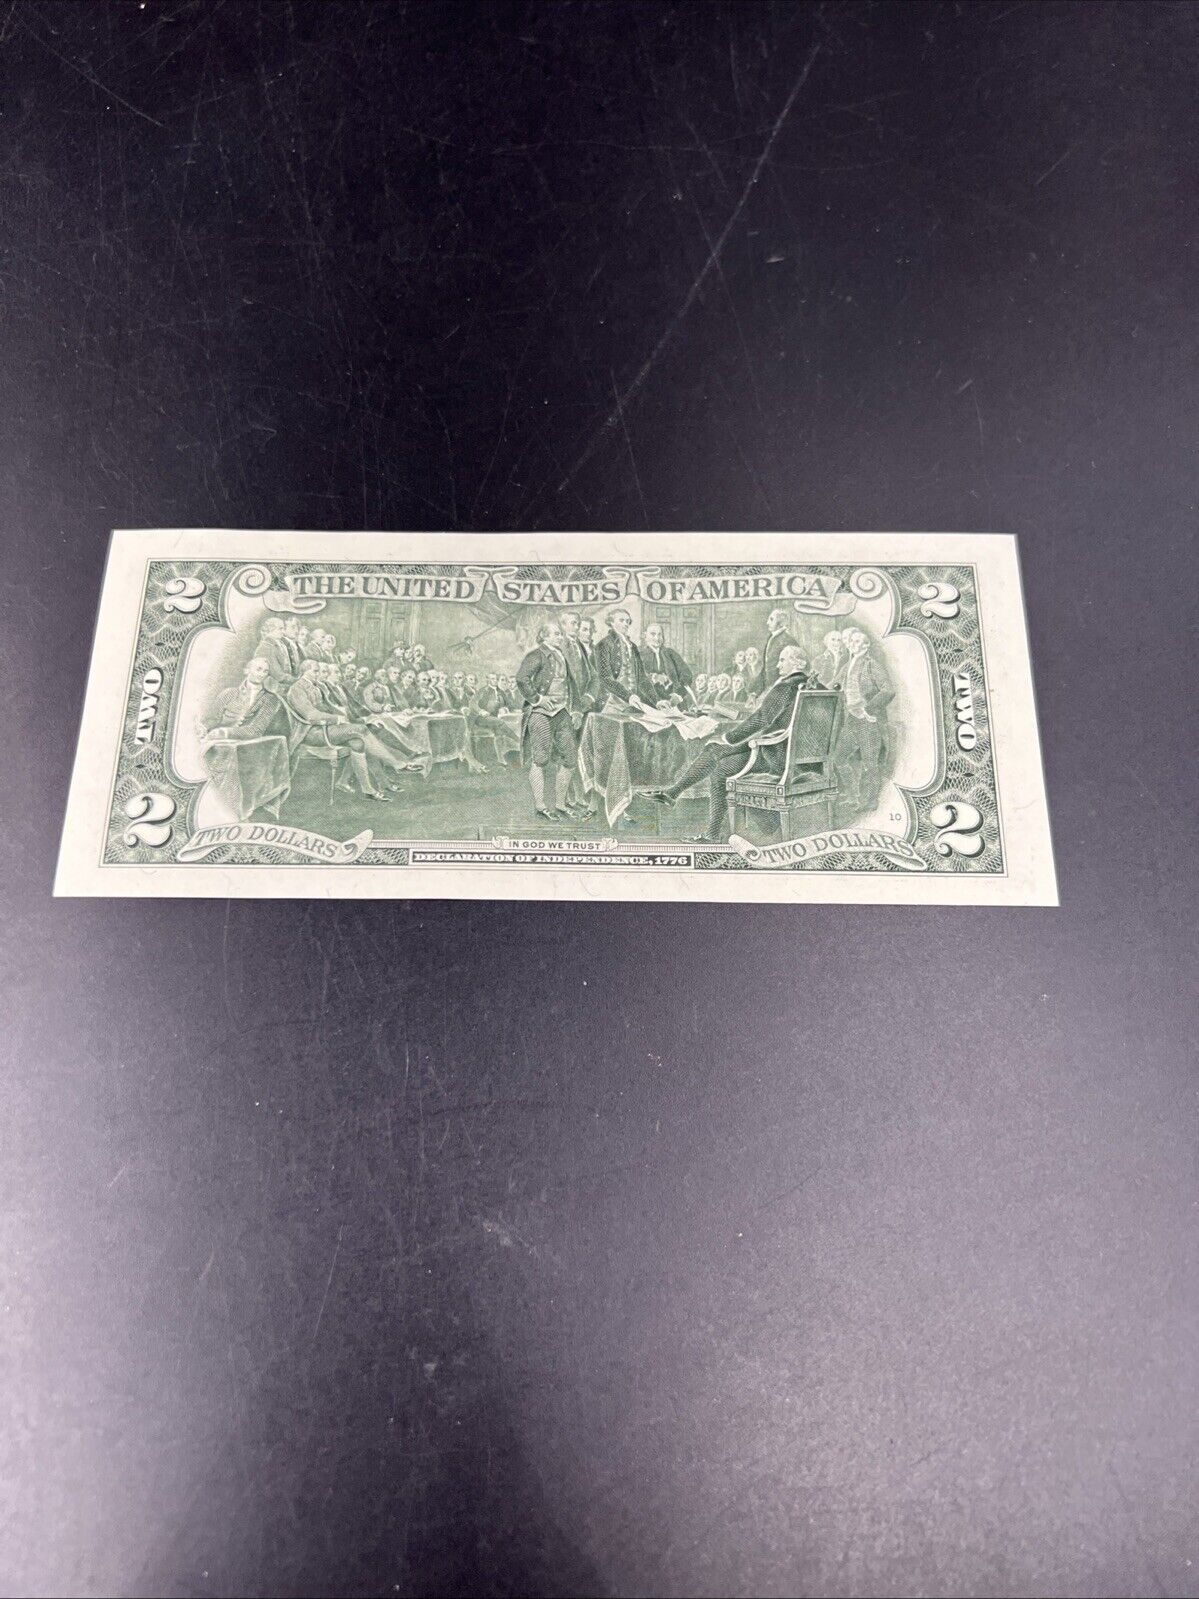 2 THE UNITED STATES OF AMERICA 2
TWO TWO
10
2 TWO DOLLARS IN GOD WE TRUST TWO DOLLARS 2
DECLARATION OF INDEPENDENCE, 1776